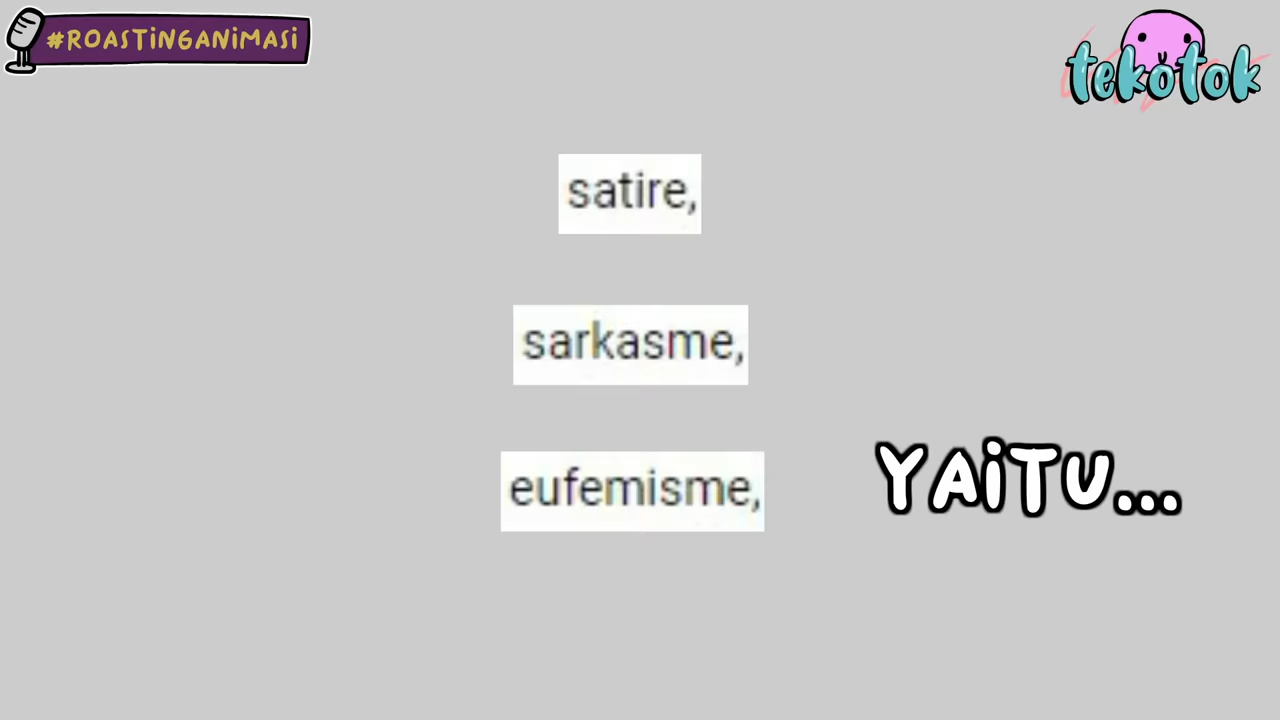 #ROASTINGANIMASI
tekotok
satire,
sarkasme,
eufemisme,
YAITU...